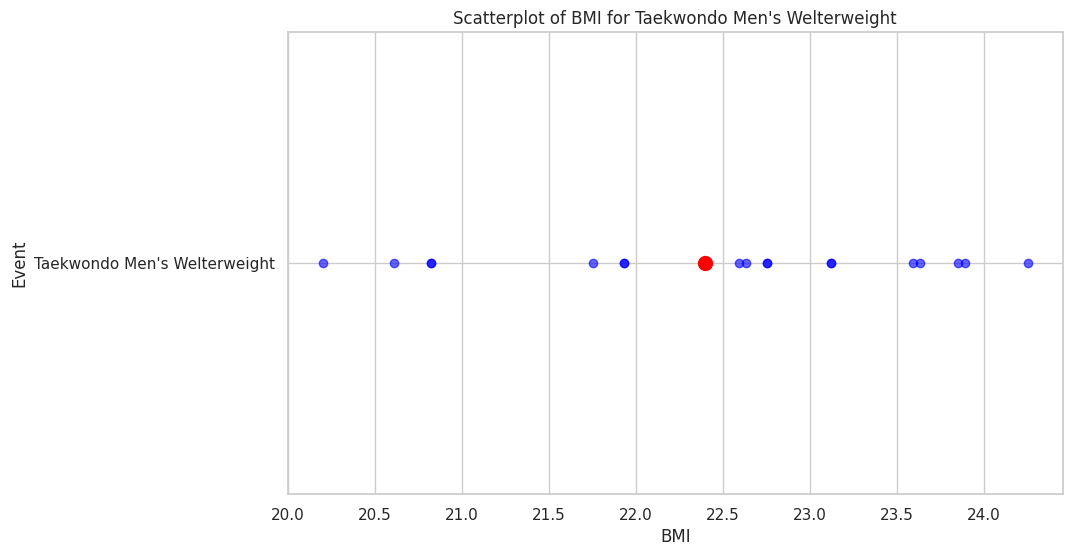 Scatterplot of BMI for Taekwondo Men's Welterweight
Event
Taekwondo Men's Welterweight
20.0 20.5 21.0 21.5 22.0 22.5 23.0 23.5 24.0
BMI